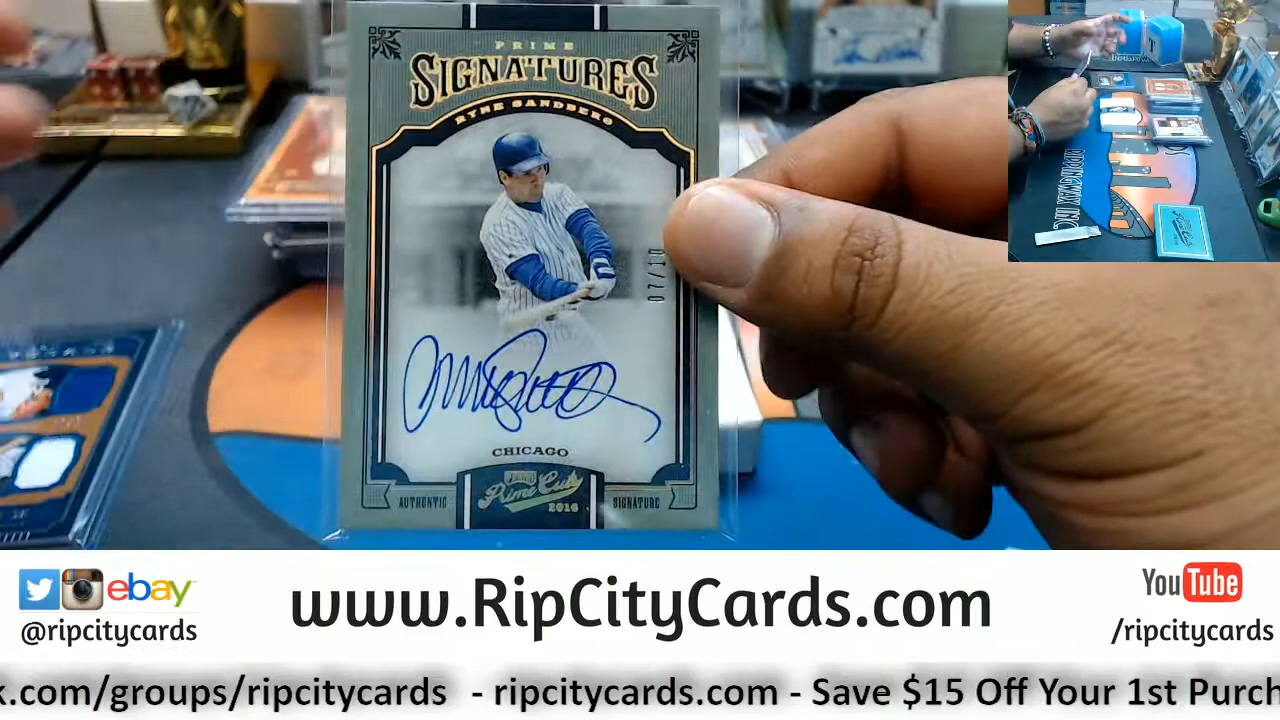 PRIME
SIGNATURES
RYNE SANDBERG
07/10
CHICAGO
AUTHENTIC
Prime Cuts
2016
SIGNATURE
ebay
@ripcitycards
www.RipCityCards.com
YouTube
/ripcitycards
k.com/groups/ripcitycards - ripcitycards.com - Save $15 Off Your 1st Purch